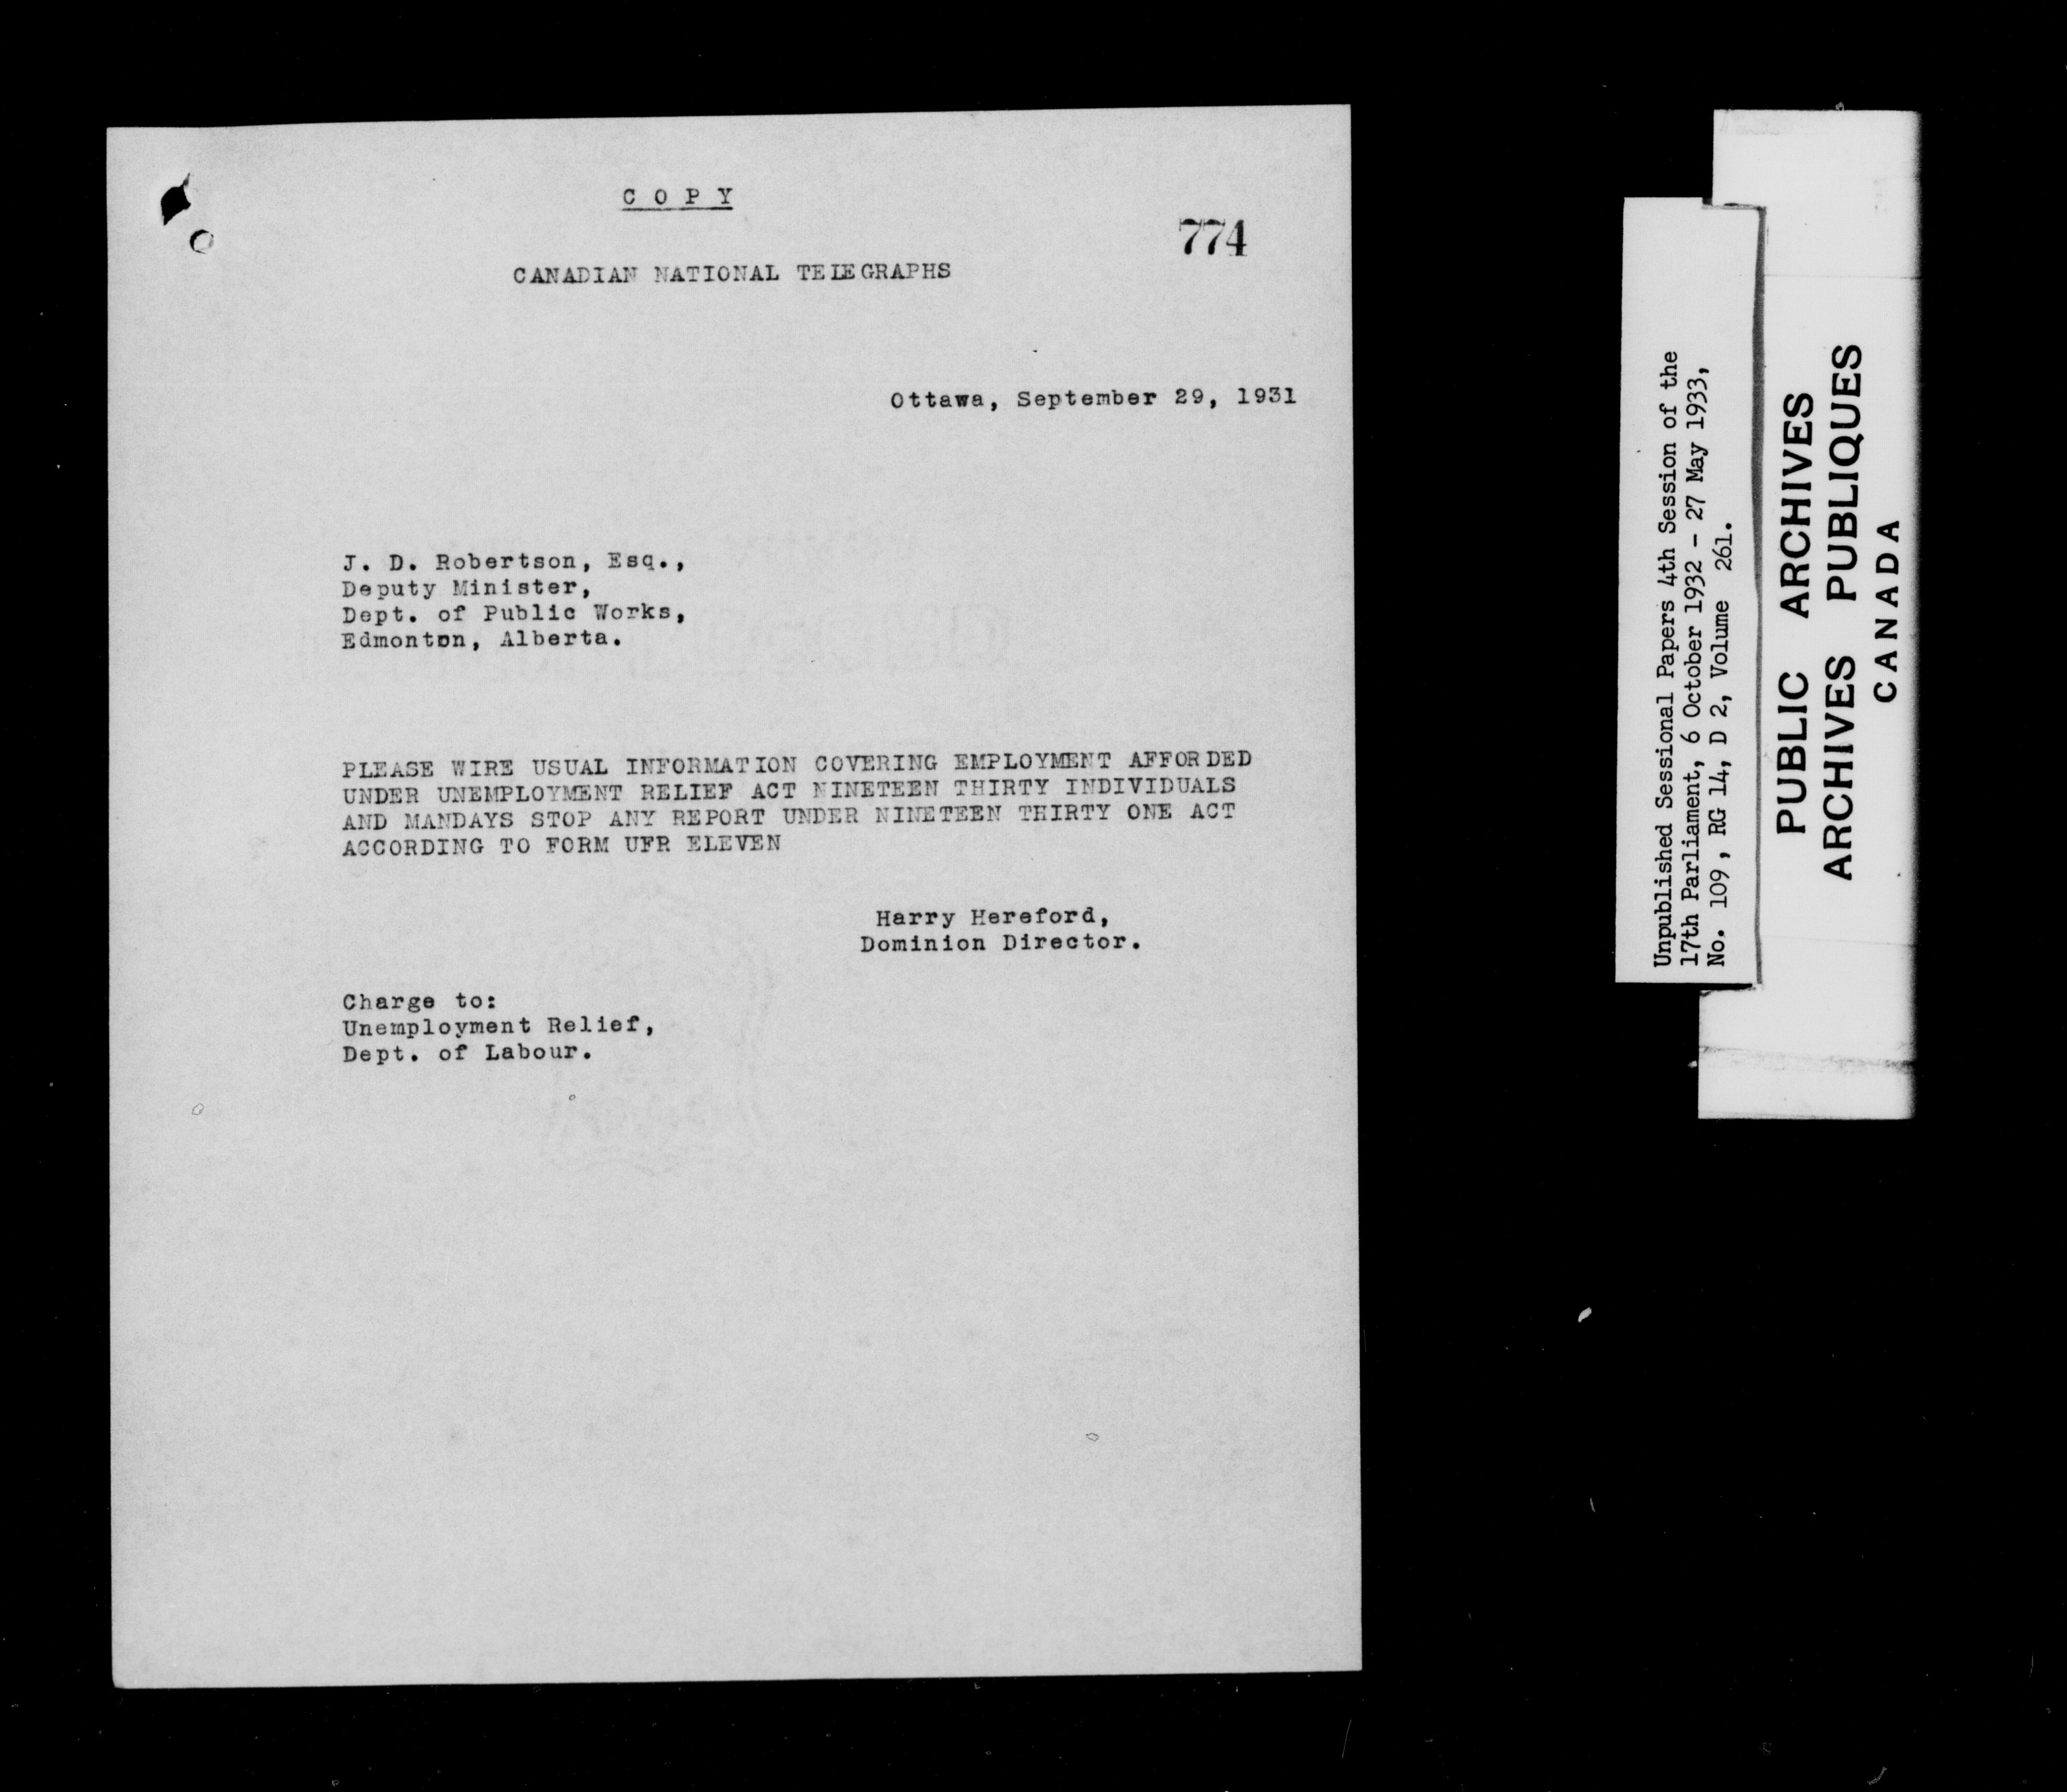 C O P Y
774
CANADIAN NATIONAL TELEGRAPHS
Ottawa, September 29, 1931
J. D. Robertson, Esq.,
Deputy Minister,
Dept. of Public Works,
Edmonton, Alberta.
PLEASE WIRE USUAL INFORMATION COVERING EMPLOYMENT AFFORDED
UNDER UNEMPLOYMENT RELIEF ACT NINETEEN THIRTY INDIVIDUALS
AND MANDAYS STOP ANY REPORT UNDER NINETEEN THIRTY ONE ACT
ACCORDING TO FORM UFR ELEVEN
Harry Hereford,
Dominion Director.
Charge to:
Unemployment Relief,
Dept. of Labour.
Unpublished Sessional Papers 4th Session of the
17th Parliament, 6 October 1932 - 27 May 1933,
No. 109, RG 14, D 2, Volume 261.
PUBLIC ARCHIVES
ARCHIVES PUBLIQUES
CANADA